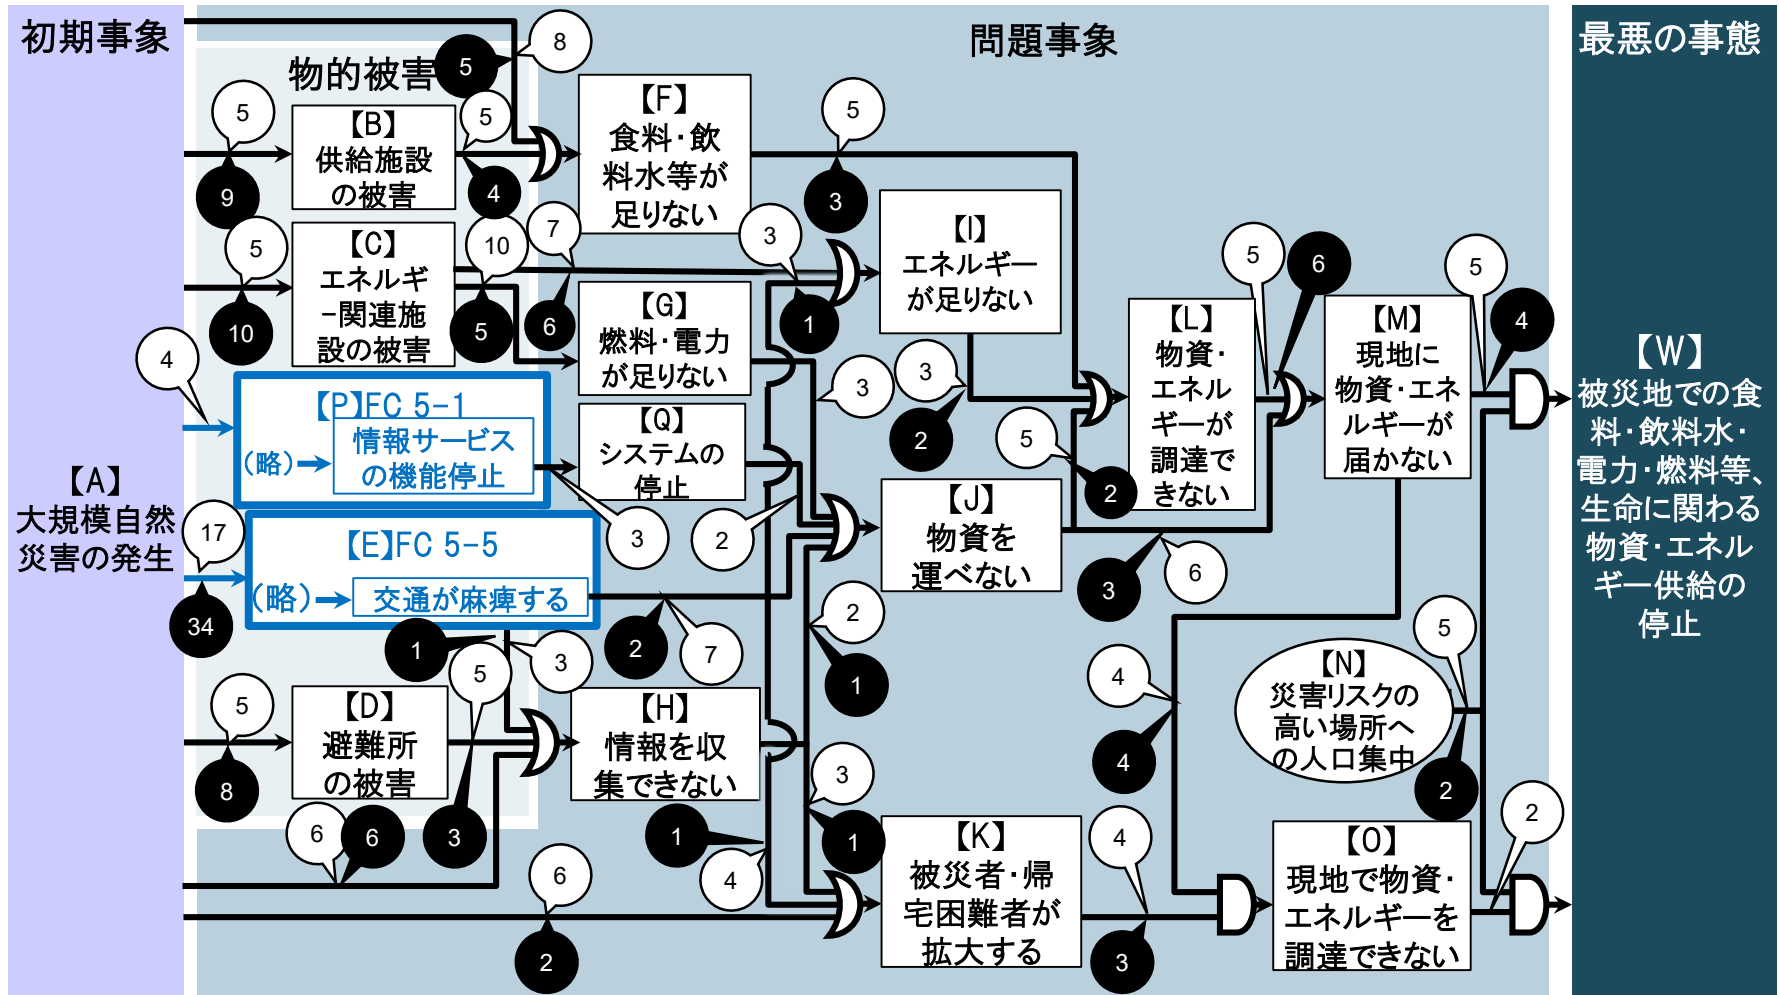 初期事象
問題事象
最悪の事態
物的被害
【A】
大規模自然
災害の発生
【B】
供給施設
の被害
【C】
エネルギ
-関連施
設の被害
【P】FC 5-1
(略)
情報サービス
の機能停止
【E】FC 5-5
(略)
交通が麻痺する
【D】
避難所
の被害
【F】
食料・飲
料水等が
足りない
【G】
燃料・電力
が足りない
【Q】
システムの
停止
【H】
情報を収
集できない
【I】
エネルギー
が足りない
【J】
物資を
運べない
【K】
被災者・帰
宅困難者が
拡大する
【L】
物資・
エネル
ギーが
調達で
きない
【M】
現地に
物資・エネ
ルギーが
届かない
【N】
災害リスクの
高い場所へ
の人口集中
【O】
現地で物資・
エネルギーを
調達できない
【W】
被災地での食
料・飲料水・
電力・燃料等、
生命に関わる
物資・エネル
ギー供給の
停止
5
8
5
9
5
4
5
10
10
5
7
6
3
1
5
3
4
3
17
34
1
3
2
7
5
8
5
3
6
6
6
2
3
2
2
1
3
1
1
4
3
2
5
2
3
6
5
6
5
4
4
4
5
2
4
3
2